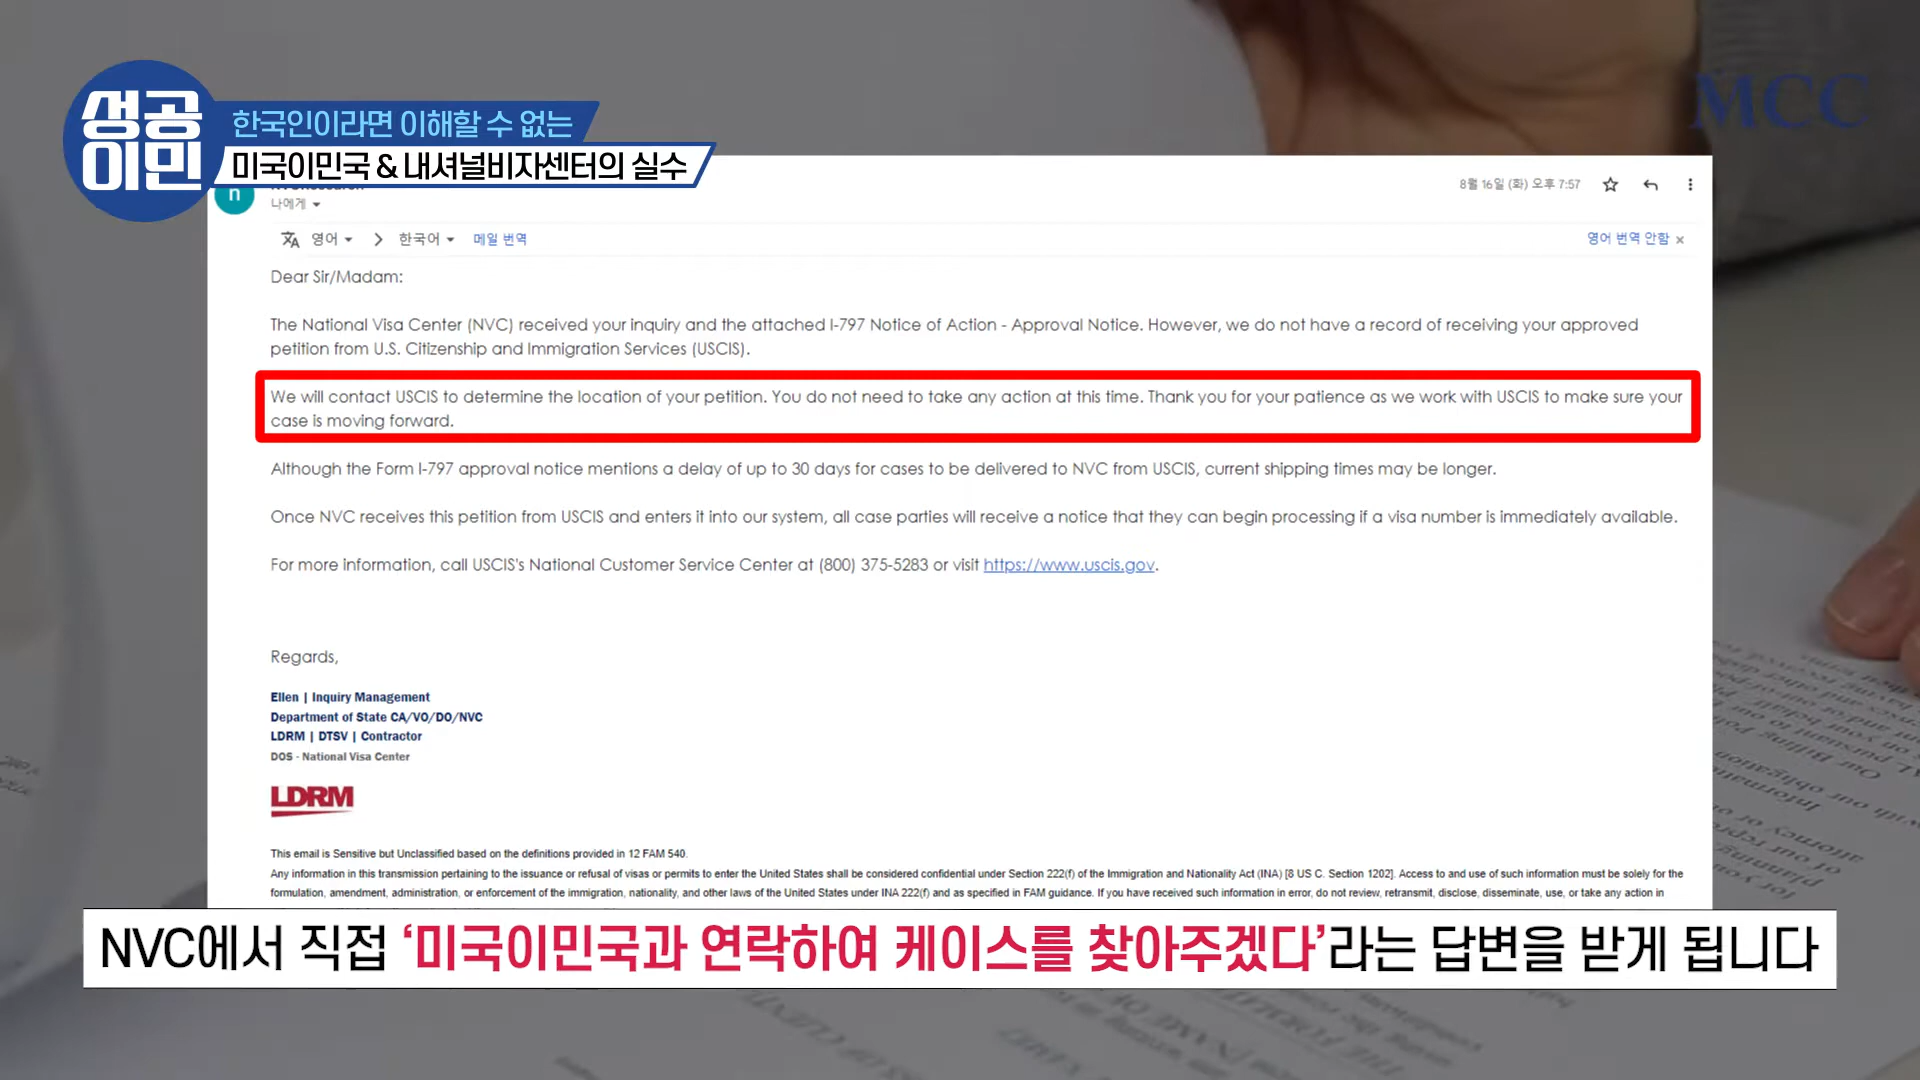 성공
이민
한국인이라면 이해할 수 없는
미국이민국 & 내셔널비자센터의 실수
MCC
n
8월 16일 (화) 오후 7:57
나에게
영어 > 한국어 메일 번역
영어 번역 안함 ×
Dear Sir/Madam:
The National Visa Center (NVC) received your inquiry and the attached I-797 Notice of Action - Approval Notice. However, we do not have a record of receiving your approved
petition from U.S. Citizenship and Immigration Services (USCIS).
We will contact USCIS to determine the location of your petition. You do not need to take any action at this time. Thank you for your patience as we work with USCIS to make sure your
case is moving forward.
Although the Form I-797 approval notice mentions a delay of up to 30 days for cases to be delivered to NVC from USCIS, current shipping times may be longer.
Once NVC receives this petition from USCIS and enters it into our system, all case parties will receive a notice that they can begin processing if a visa number is immediately available.
For more information, call USCIS's National Customer Service Center at (800) 375-5283 or visit https://www.uscis.gov.
Regards,
Ellen | Inquiry Management
Department of State CA/VO/DO/NVC
LDRM | DTSV | Contractor
DOS - National Visa Center
LDRM
This email is Sensitive but Unclassified based on the definitions provided in 12 FAM 540.
Any information in this transmission pertaining to the issuance or refusal of visas or permits to enter the United States shall be considered confidential under Section 222(f) of the Immigration and Nationality Act (INA) [8 US C. Section 1202]. Access to and use of such information must be solely for the
formulation, amendment, administration, or enforcement of the immigration, nationality, and other laws of the United States under INA 222(f) and as specified in FAM guidance. If you have received such information in error, do not review, retransmit, disclose, disseminate, use, or take any action in
NVC에서 직접 ‘미국이민국과 연락하여 케이스를 찾아주겠다’라는 답변을 받게 됩니다